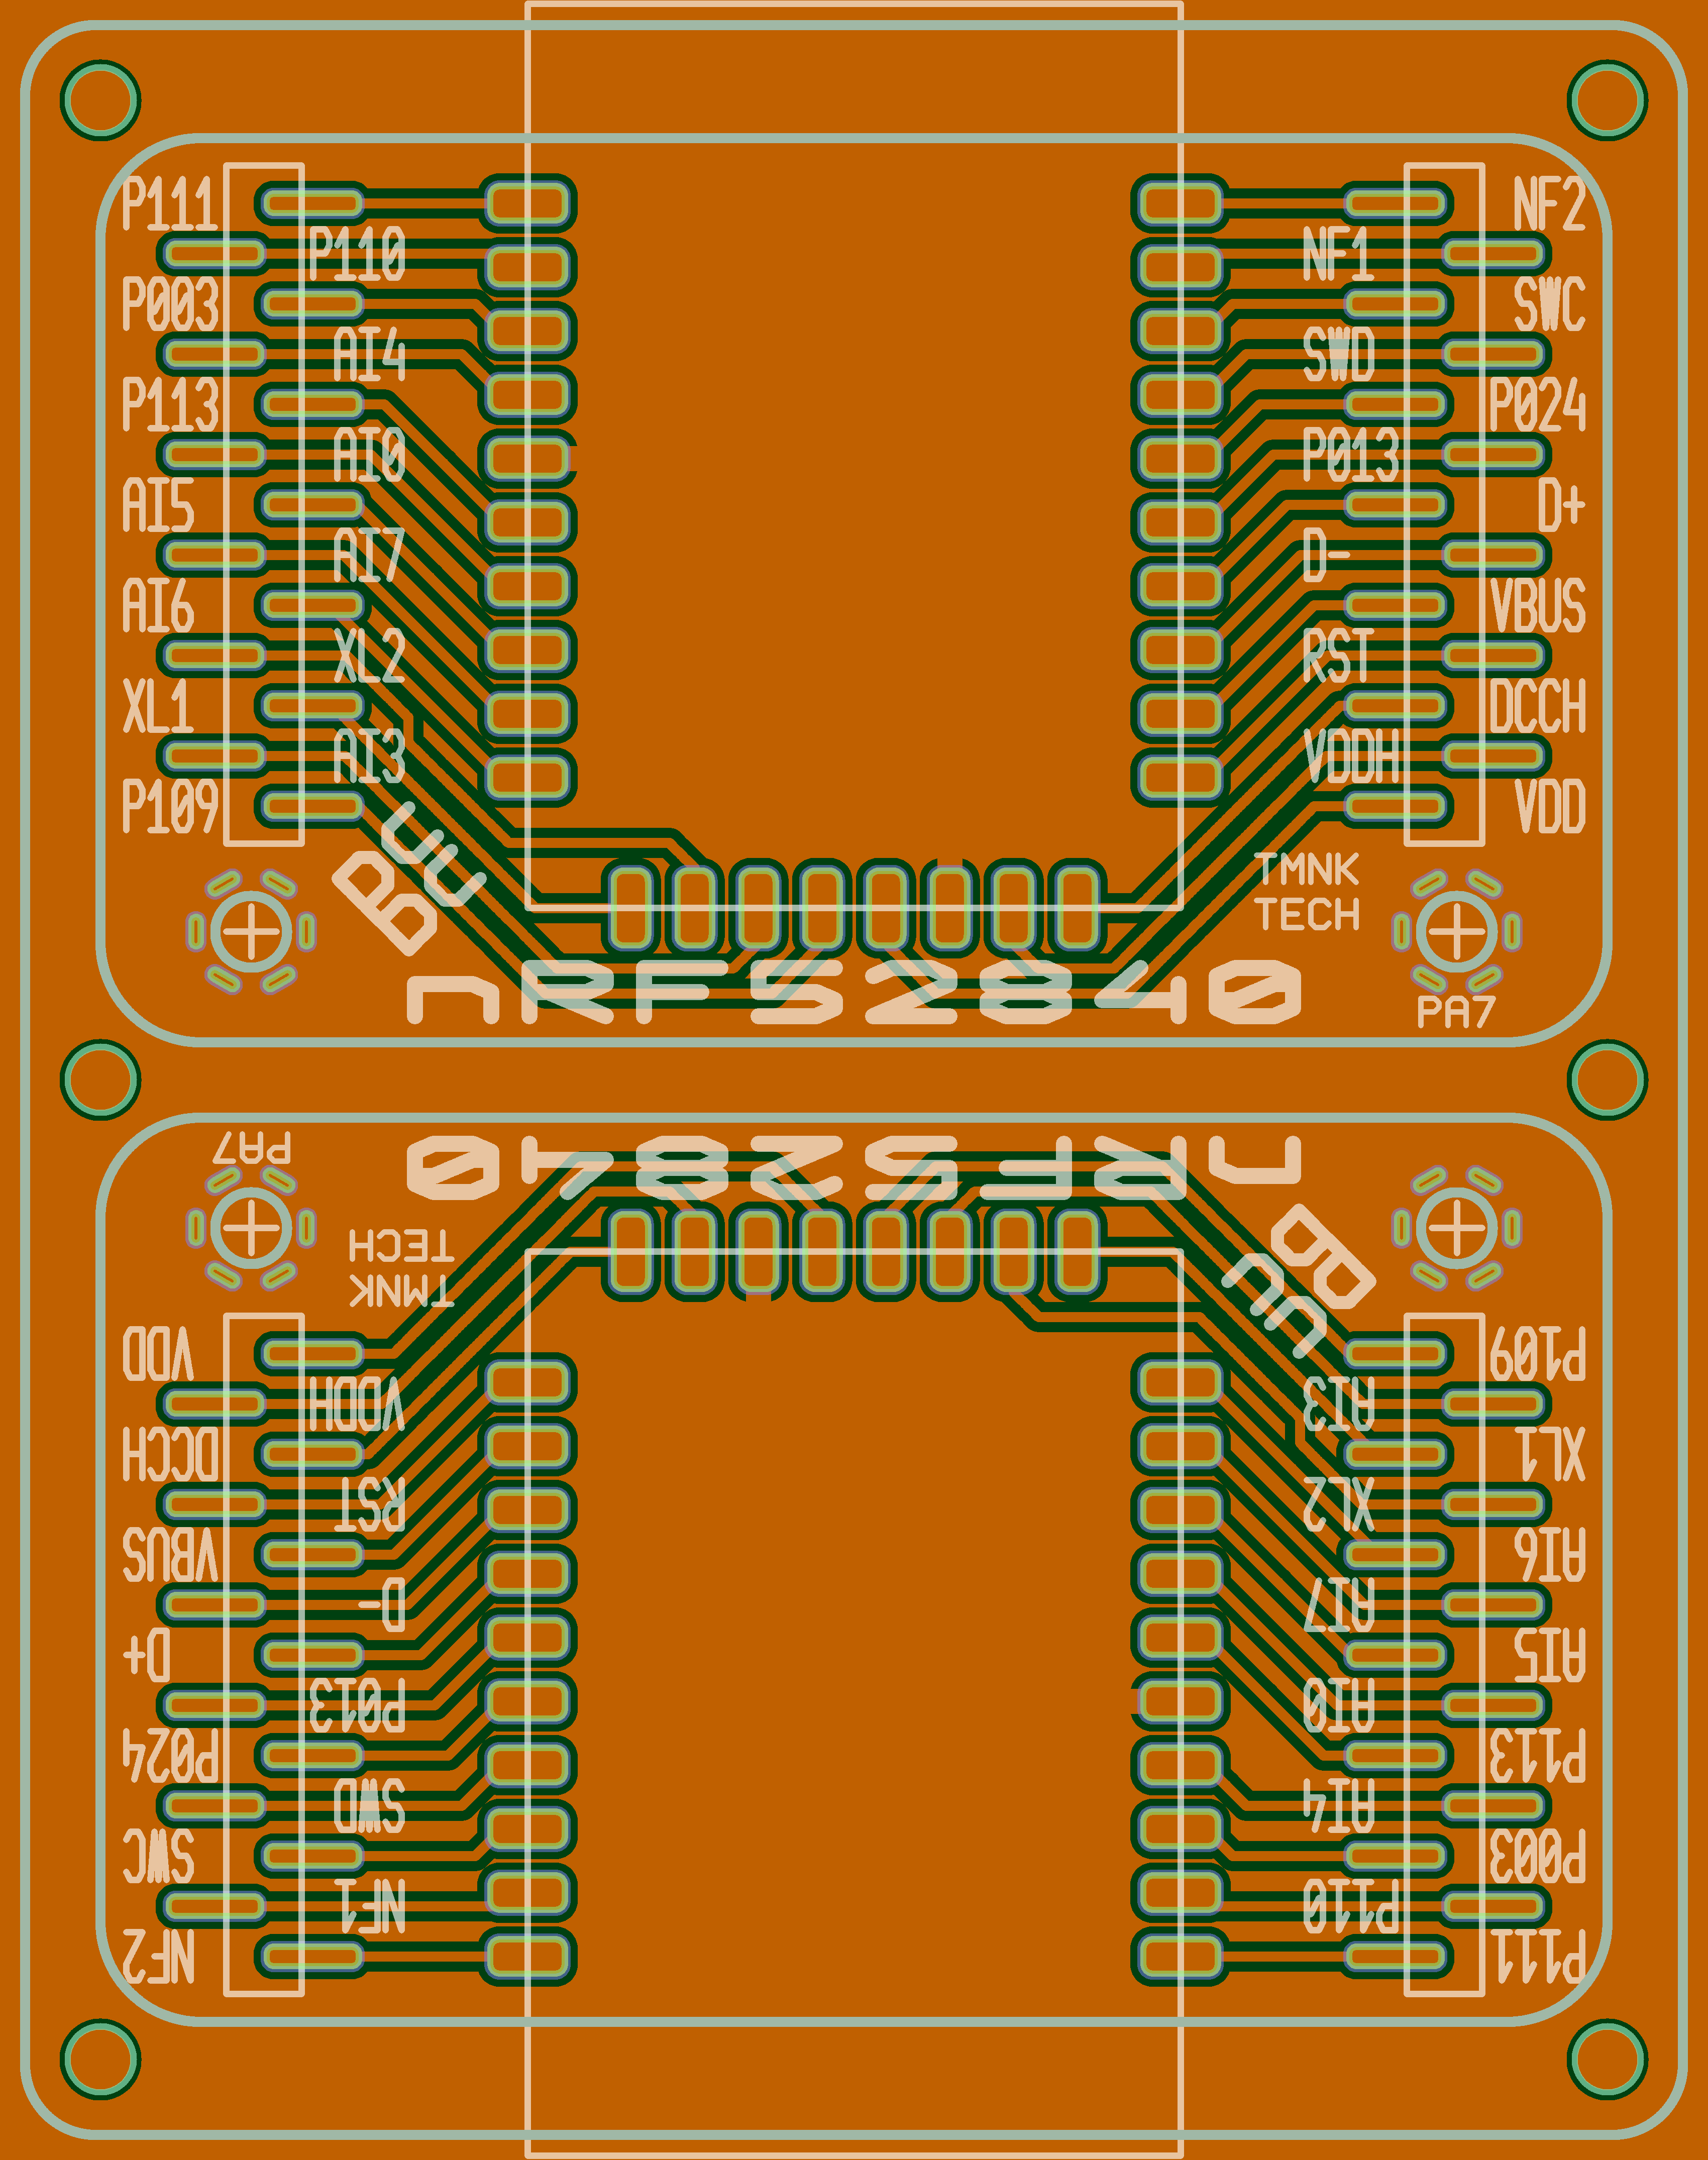 P111 NF2
P110 NF1
P003 SWC
AI4 SWD
P113 P024
AI0 P013
AI5 D+
AI7 D-
AI6 VBUS
XL2 RST
XL1 DCCH
AI3 VDDH
P109 VDD
TMNK
TECH
nRF52840
PA7
PA7
nRF52840
TECH
TMNK
VDD P109
VDDH AI3
DCCH XL1
RST XL2
VBUS AI6
D- AI7
D+ AI5
P013 AI0
P024 P113
SWD AI4
SWC P003
NF1 P110
NF2 P111